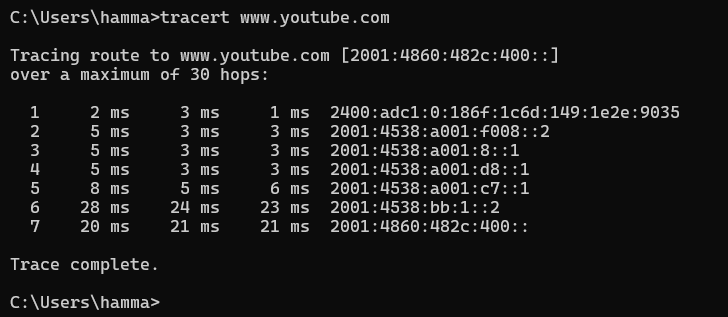 C:\Users\hamma>tracert www.youtube.com
Tracing route to www.youtube.com [2001:4860:482c:400::]
over a maximum of 30 hops:
1 2 ms 3 ms 1 ms 2400:adc1:0:186f:1c6d:149:1e2e:9035
2 5 ms 3 ms 3 ms 2001:4538:a001:f008::2
3 5 ms 3 ms 3 ms 2001:4538:a001:8::1
4 5 ms 3 ms 3 ms 2001:4538:a001:d8::1
5 8 ms 5 ms 6 ms 2001:4538:a001:c7::1
6 28 ms 24 ms 23 ms 2001:4538:bb:1::2
7 20 ms 21 ms 21 ms 2001:4860:482c:400::
Trace complete.
C:\Users\hamma>